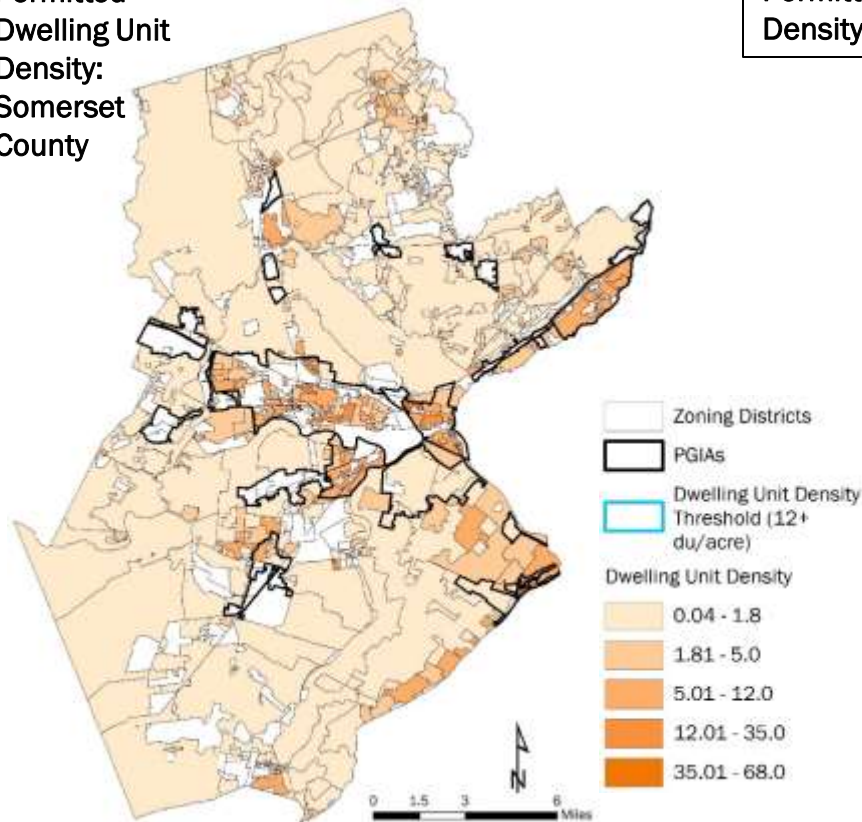 Dwelling Unit
Density:
Somerset
County
Density
Zoning Districts
PGIAs
Dwelling Unit Density
Threshold (12+
du/acre)
Dwelling Unit Density
0.04 - 1.8
1.81 - 5.0
5.01 - 12.0
12.01 - 35.0
35.01 - 68.0
N
0 1.5 3 6
Miles